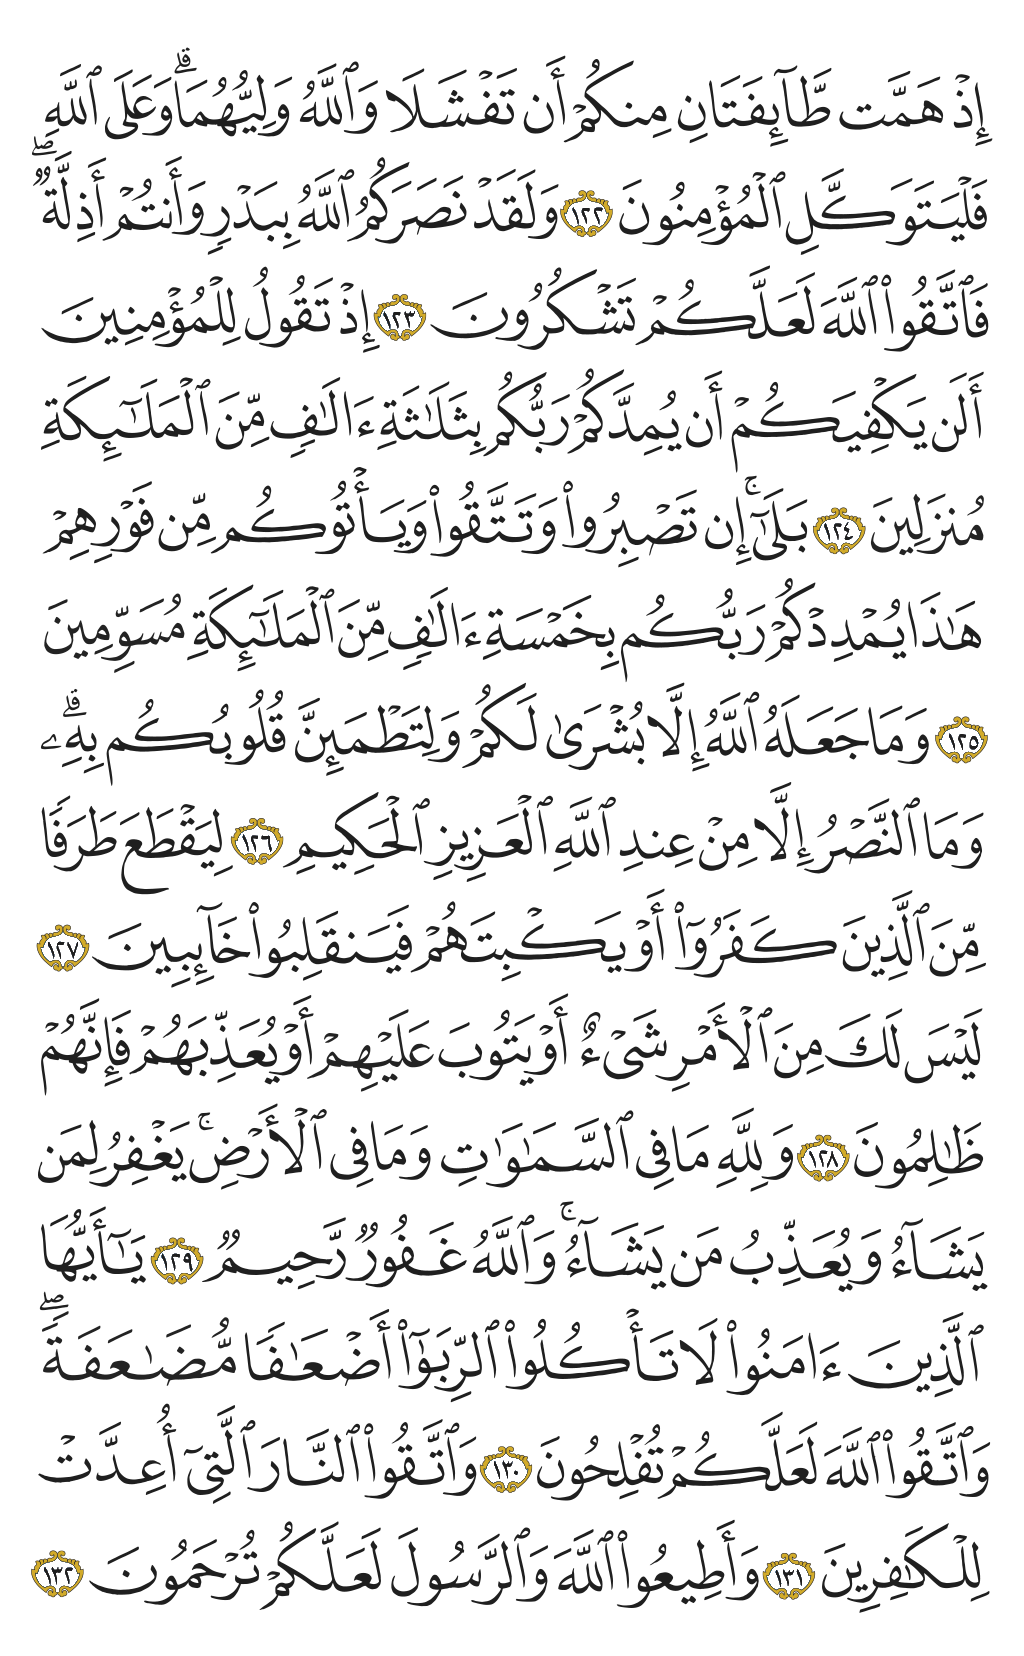 إِذْ هَمَّت طَّآئِفَتَانِ مِنكُمْ أَن تَفْشَلَا وَٱللَّهُ وَلِيُّهُمَا ۗ وَعَلَى ٱللَّهِ
فَلْيَتَوَكَّلِ ٱلْمُؤْمِنُونَ ١٢٢ وَلَقَدْ نَصَرَكُمُ ٱللَّهُ بِبَدْرٍ وَأَنتُمْ أَذِلَّةٌ ۖ
فَٱتَّقُوا۟ ٱللَّهَ لَعَلَّكُمْ تَشْكُرُونَ ١٢٣ إِذْ تَقُولُ لِلْمُؤْمِنِينَ
أَلَن يَكْفِيَكُمْ أَن يُمِدَّكُمْ رَبُّكُم بِثَلَـٰثَةِ ءَالَـٰفٍ مِّنَ ٱلْمَلَـٰٓئِكَةِ
مُنزَلِينَ ١٢٤ بَلَىٰٓ ۚ إِن تَصْبِرُوا۟ وَتَتَّقُوا۟ وَيَأْتُوكُم مِّن فَوْرِهِمْ
هَـٰذَا يُمْدِدْكُمْ رَبُّكُم بِخَمْسَةِ ءَالَـٰفٍ مِّنَ ٱلْمَلَـٰٓئِكَةِ مُسَوِّمِينَ
١٢٥ وَمَا جَعَلَهُ ٱللَّهُ إِلَّا بُشْرَىٰ لَكُمْ وَلِتَطْمَئِنَّ قُلُوبُكُم بِهِۦ ۗ
وَمَا ٱلنَّصْرُ إِلَّا مِنْ عِندِ ٱللَّهِ ٱلْعَزِيزِ ٱلْحَكِيمِ ١٢٦ لِيَقْطَعَ طَرَفًا
مِّنَ ٱلَّذِينَ كَفَرُوٓا۟ أَوْ يَكْبِتَهُمْ فَيَنقَلِبُوا۟ خَآئِبِينَ ١٢٧
لَيْسَ لَكَ مِنَ ٱلْأَمْرِ شَىْءٌ أَوْ يَتُوبَ عَلَيْهِمْ أَوْ يُعَذِّبَهُمْ فَإِنَّهُمْ
ظَـٰلِمُونَ ١٢٨ وَلِلَّهِ مَا فِى ٱلسَّمَـٰوَٰتِ وَمَا فِى ٱلْأَرْضِ ۚ يَغْفِرُ لِمَن
يَشَآءُ وَيُعَذِّبُ مَن يَشَآءُ ۚ وَٱللَّهُ غَفُورٌ رَّحِيمٌ ١٢٩ يَـٰٓأَيُّهَا
ٱلَّذِينَ ءَامَنُوا۟ لَا تَأْكُلُوا۟ ٱلرِّبَوٰٓا۟ أَضْعَـٰفًا مُّضَـٰعَفَةً ۖ
وَٱتَّقُوا۟ ٱللَّهَ لَعَلَّكُمْ تُفْلِحُونَ ١٣٠ وَٱتَّقُوا۟ ٱلنَّارَ ٱلَّتِىٓ أُعِدَّتْ
لِلْكَـٰفِرِينَ ١٣١ وَأَطِيعُوا۟ ٱللَّهَ وَٱلرَّسُولَ لَعَلَّكُمْ تُرْحَمُونَ ١٣٢